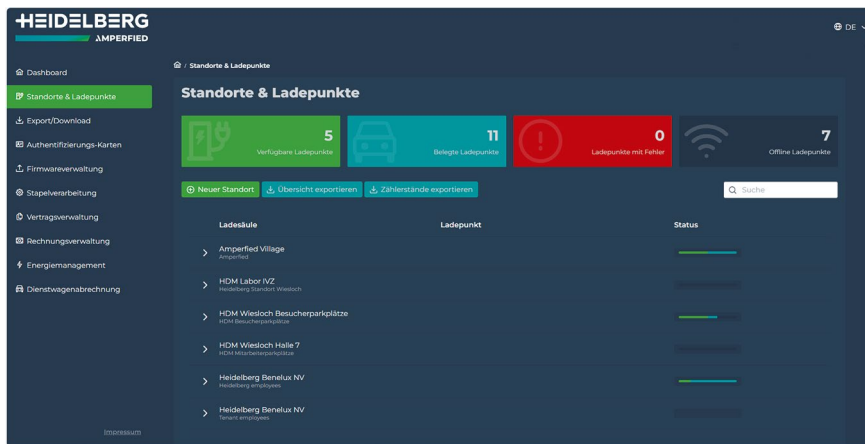 HEIDELBERG
AMPERFIED
DE
Dashboard
Standorte & Ladepunkte
Export/Download
Authentifizierungs-Karten
Firmwareverwaltung
Stapelverarbeitung
Vertragsverwaltung
Rechnungsverwaltung
Energiemanagement
Dienstwagenabrechnung
Impressum
/ Standorte & Ladepunkte
Standorte & Ladepunkte
5
Verfügbare Ladepunkte
11
Belegte Ladepunkte
0
Ladepunkte mit Fehler
7
Offline Ladepunkte
Neuer Standort
Übersicht exportieren
Zählerstände exportieren
Suche
Ladesäule Ladepunkt Status
Amperfied Village
Amperfied
HDM Labor IVZ
Heidelberg Standort Wiesloch
HDM Wiesloch Besucherparkplätze
HDM Besucherparkplätze
HDM Wiesloch Halle 7
HDM Mitarbeiterparkplätze
Heidelberg Benelux NV
Heidelberg employees
Heidelberg Benelux NV
Tenant employees